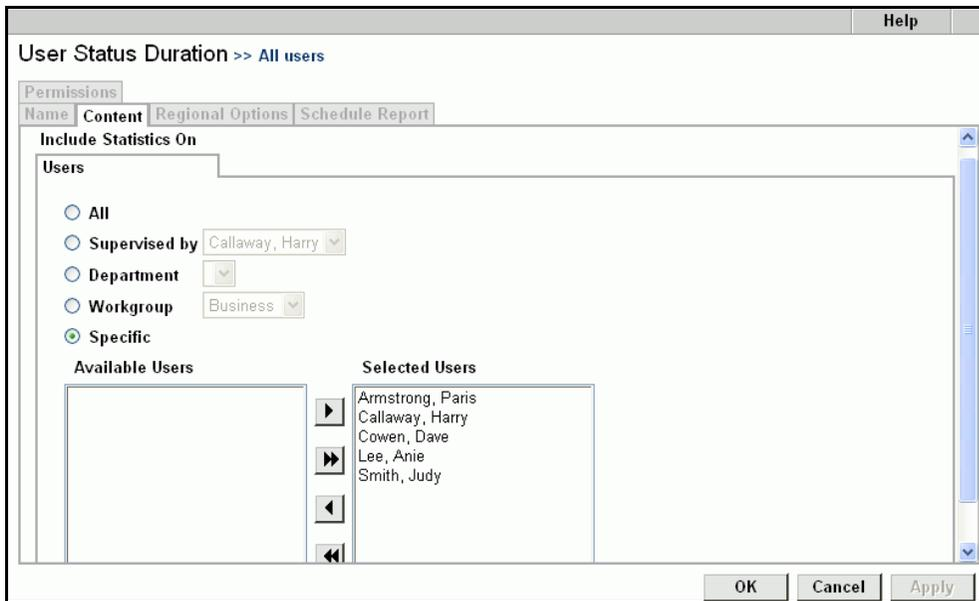 Help
User Status Duration >> All users
Permissions
Name Content Regional Options Schedule Report
Include Statistics On
Users
All
Supervised by Callaway, Harry
Department
Workgroup Business
Specific
Available Users Selected Users
Armstrong, Paris
Callaway, Harry
Cowen, Dave
Lee, Anie
Smith, Judy
OK Cancel Apply